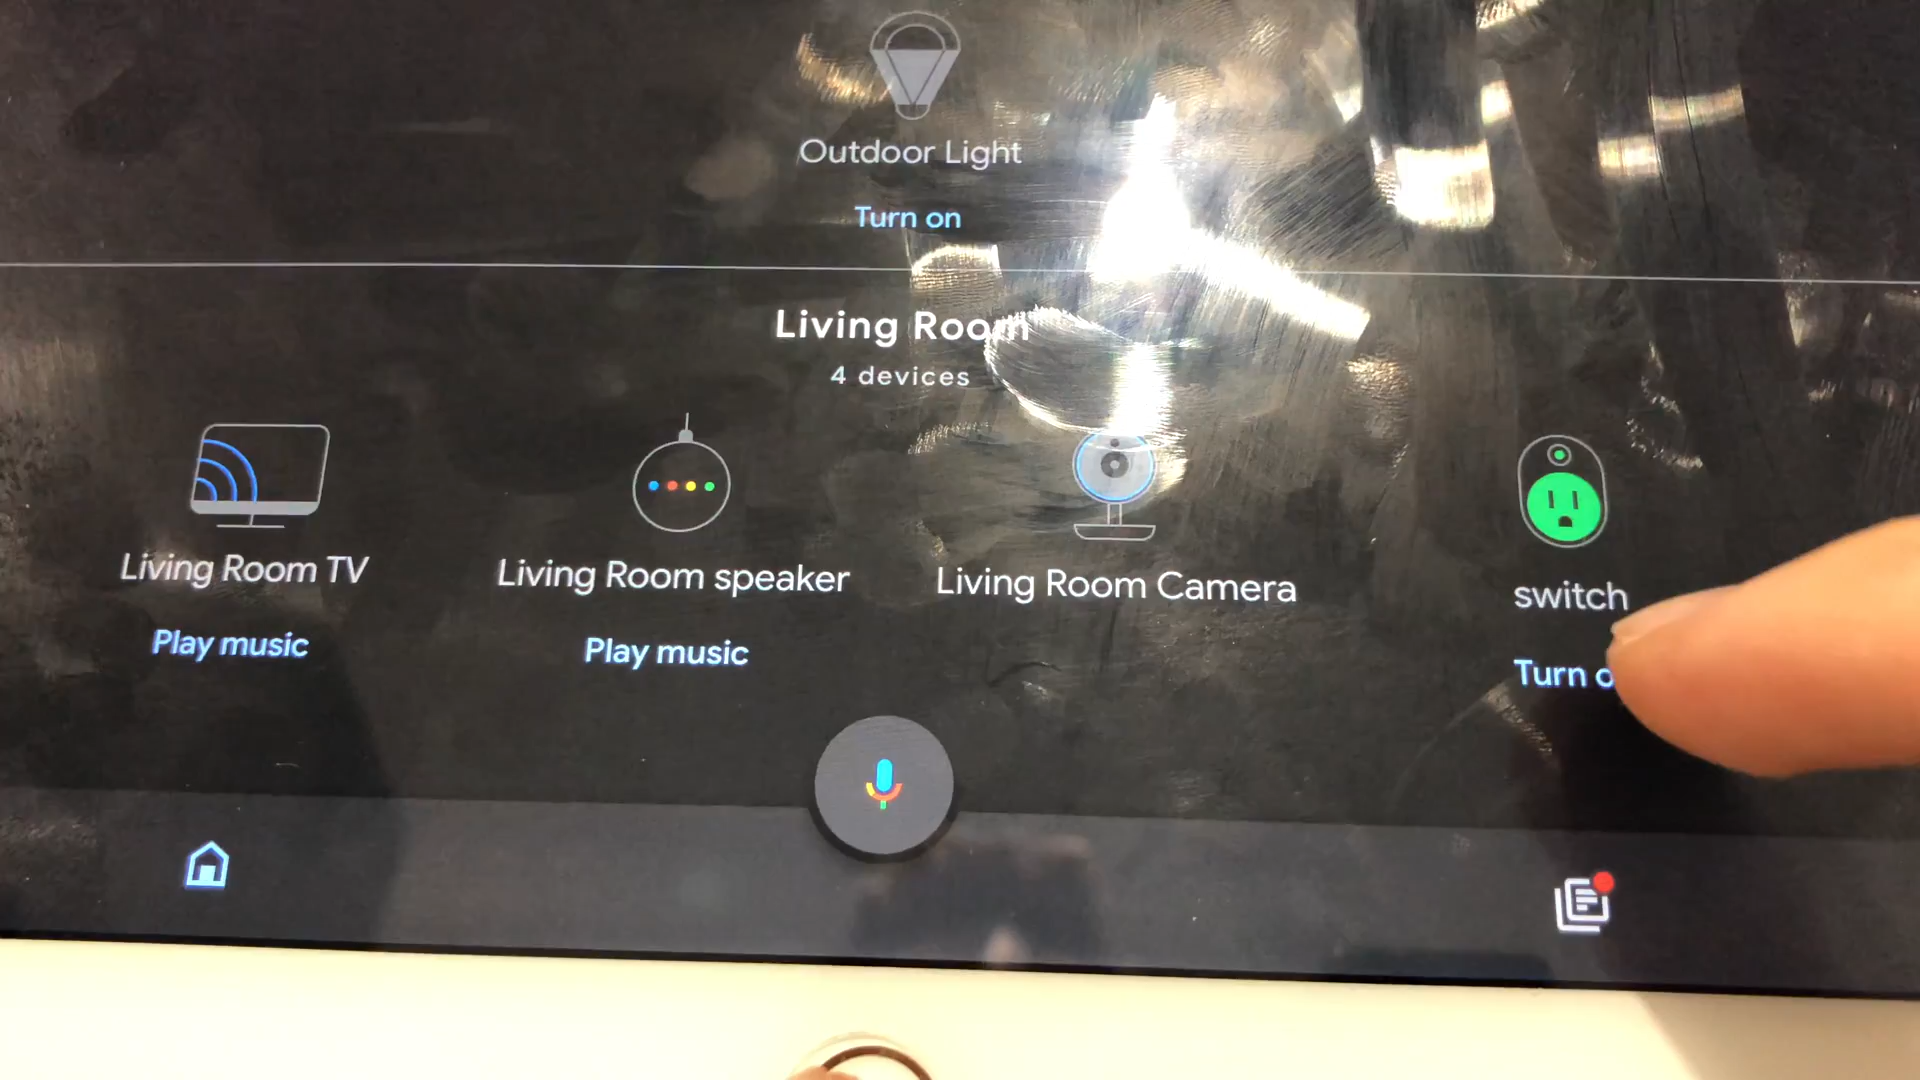 Outdoor Light
Turn on
Living Room
4 devices
Living Room TV
Living Room speaker
Living Room Camera
switch
Play music
Play music
Turn